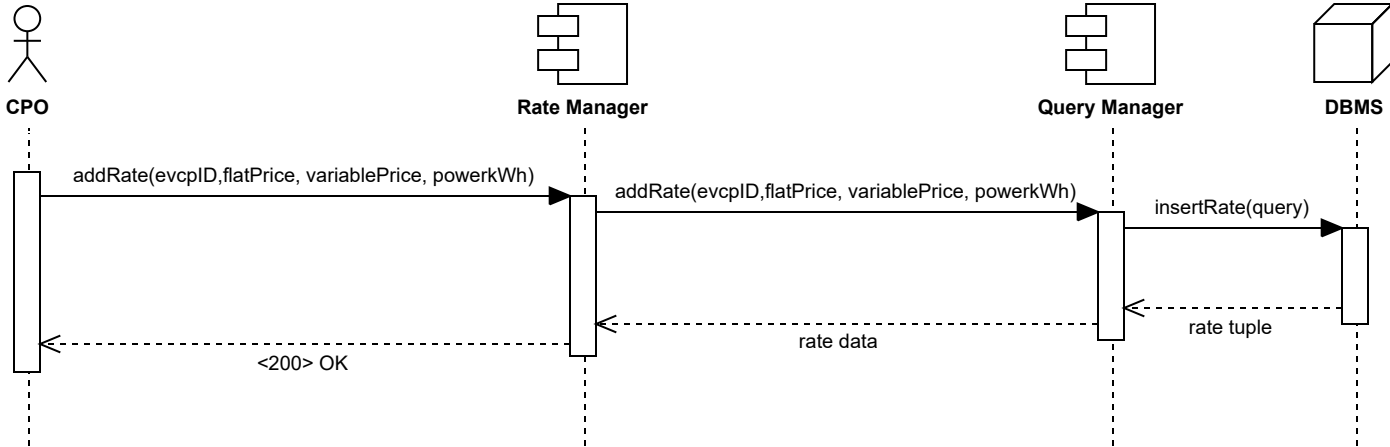 CPO
Rate Manager
Query Manager
DBMS
addRate(evcpID,flatPrice, variablePrice, powerkWh)
addRate(evcpID,flatPrice, variablePrice, powerkWh)
insertRate(query)
rate tuple
rate data
<200> OK